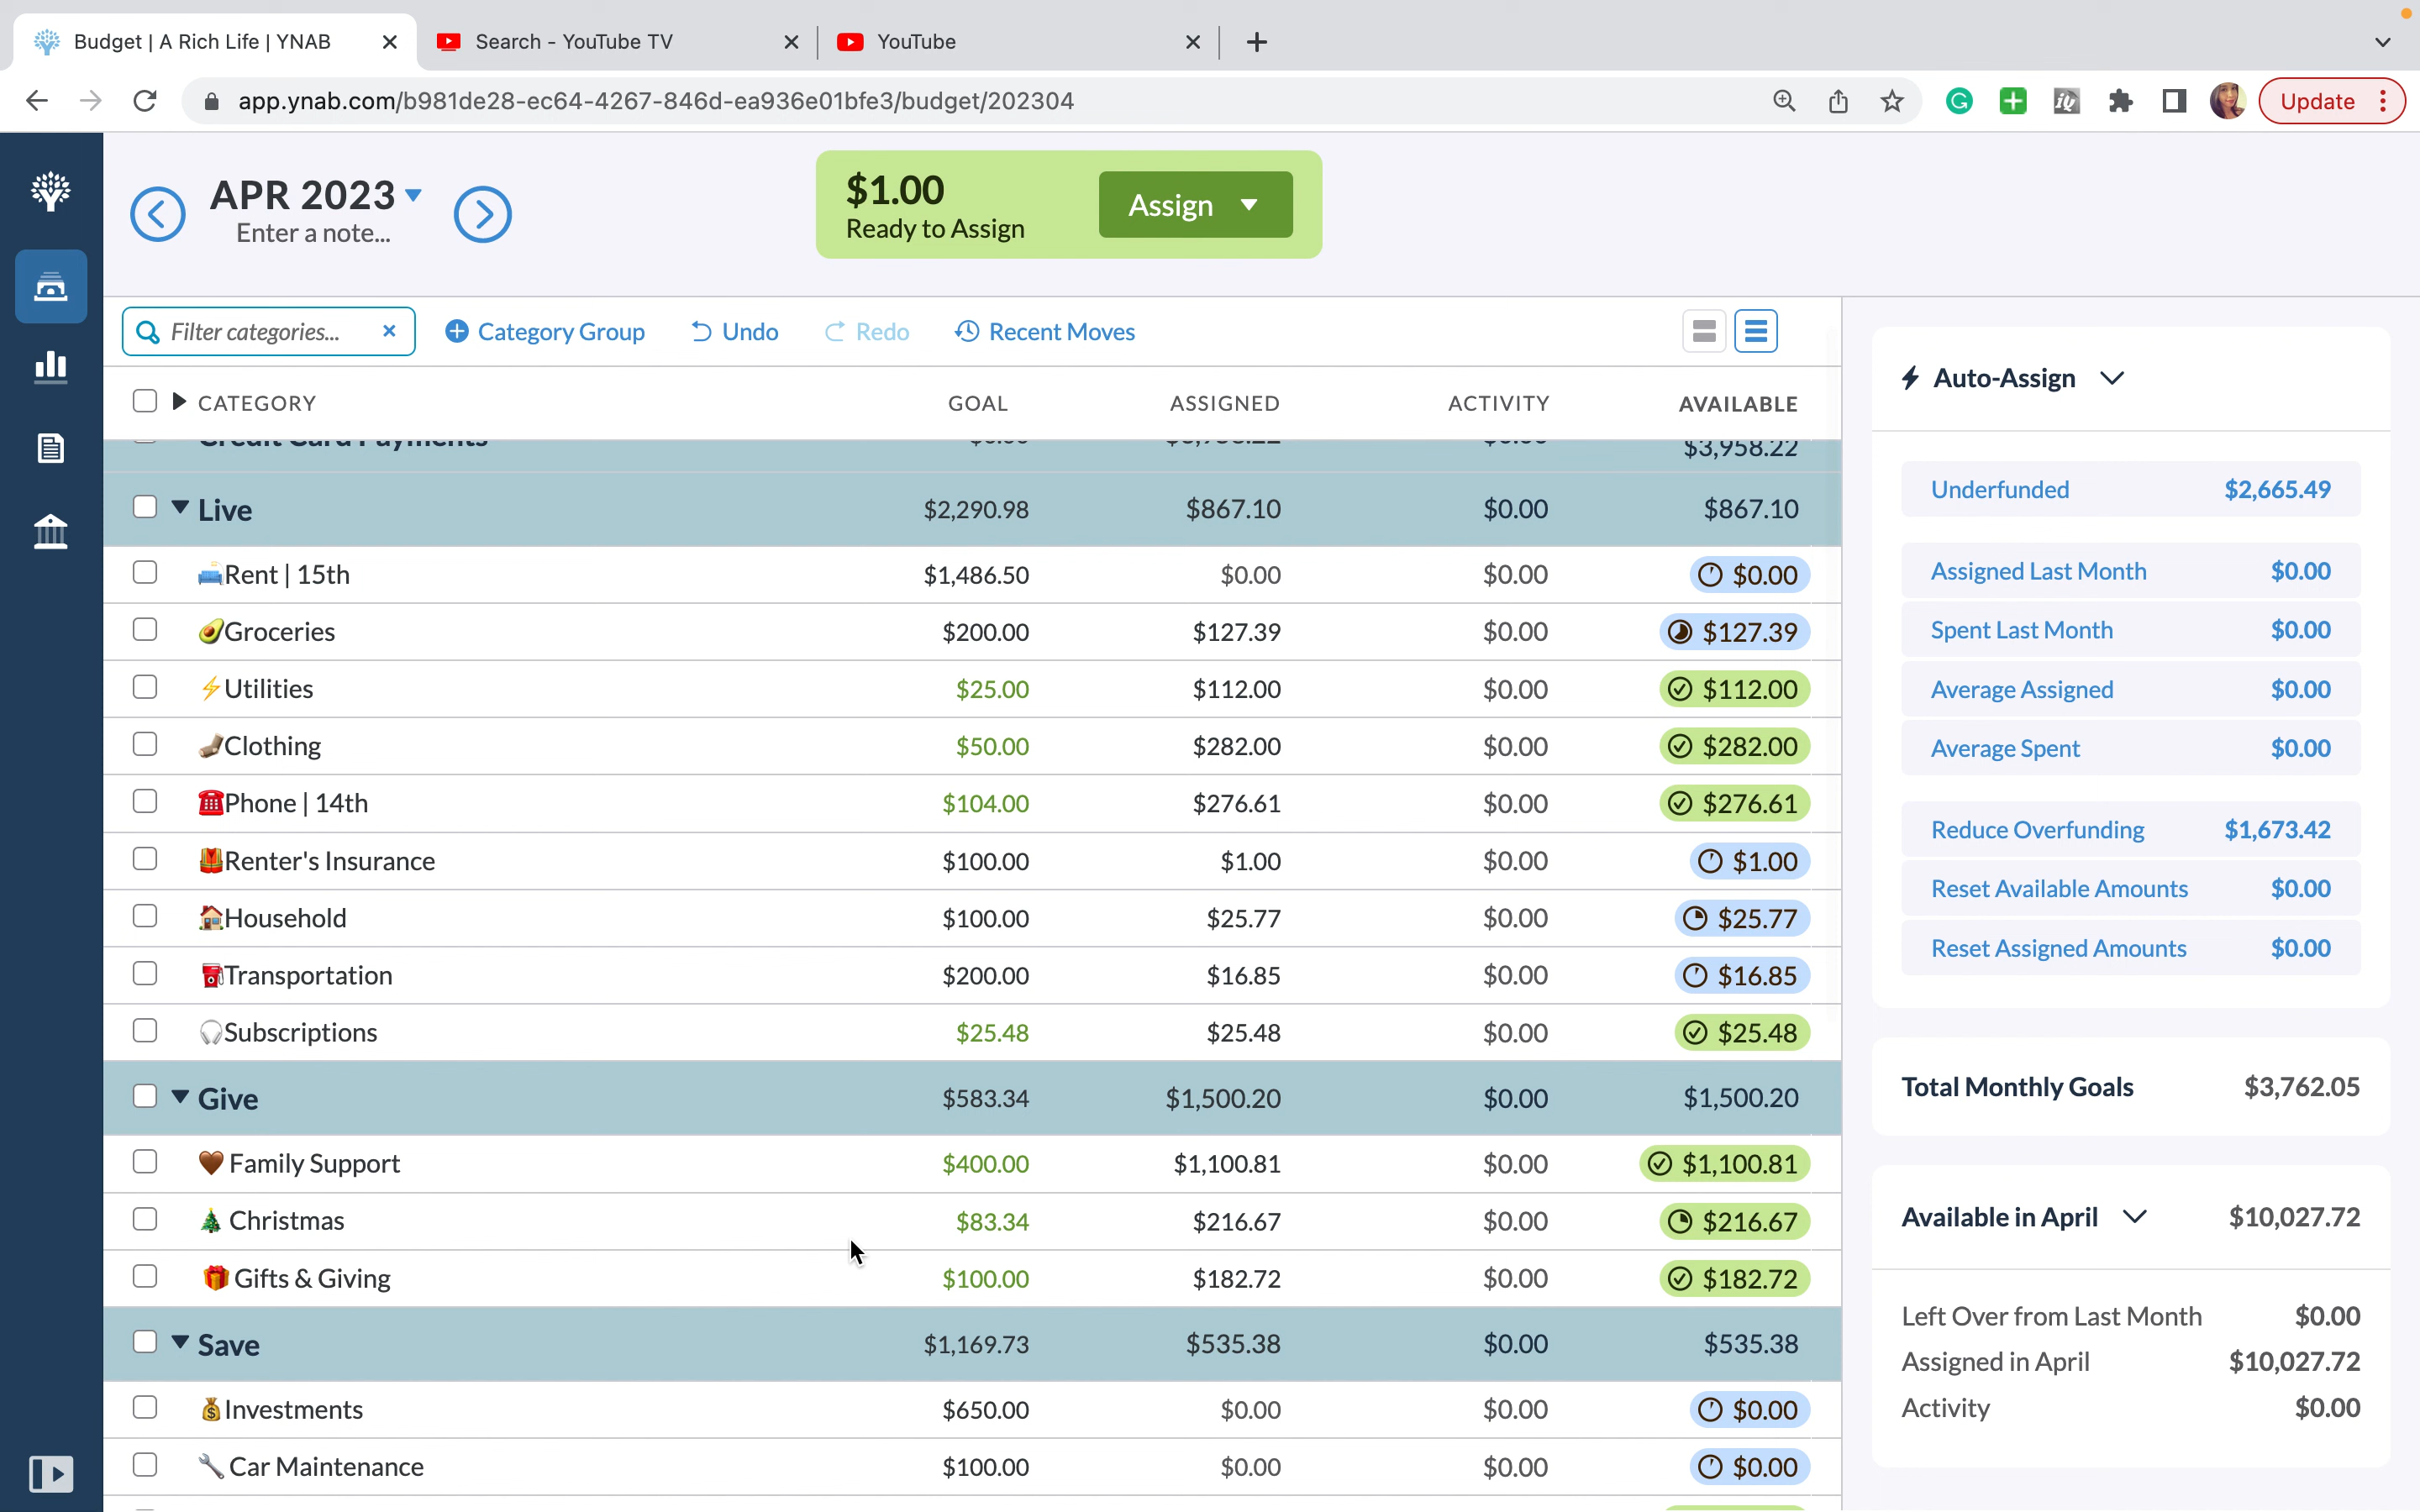 Budget | A Rich Life | YNAB
Search - YouTube TV
YouTube
app.ynab.com/b981de28-ec64-4267-846d-ea936e01bfe3/budget/202304
Update
APR 2023
Enter a note...
$1.00
Ready to Assign
Assign
Filter categories...
Category Group
Undo
Redo
Recent Moves
CATEGORY GOAL ASSIGNED ACTIVITY AVAILABLE
Credit Card Payments $3,958.22
Live $2,290.98 $867.10 $0.00 $867.10
Rent | 15th $1,486.50 $0.00 $0.00 $0.00
Groceries $200.00 $127.39 $0.00 $127.39
Utilities $25.00 $112.00 $0.00 $112.00
Clothing $50.00 $282.00 $0.00 $282.00
Phone | 14th $104.00 $276.61 $0.00 $276.61
Renter's Insurance $100.00 $1.00 $0.00 $1.00
Household $100.00 $25.77 $0.00 $25.77
Transportation $200.00 $16.85 $0.00 $16.85
Subscriptions $25.48 $25.48 $0.00 $25.48
Give $583.34 $1,500.20 $0.00 $1,500.20
Family Support $400.00 $1,100.81 $0.00 $1,100.81
Christmas $83.34 $216.67 $0.00 $216.67
Gifts & Giving $100.00 $182.72 $0.00 $182.72
Save $1,169.73 $535.38 $0.00 $535.38
Investments $650.00 $0.00 $0.00 $0.00
Car Maintenance $100.00 $0.00 $0.00 $0.00
Auto-Assign
Underfunded $2,665.49
Assigned Last Month $0.00
Spent Last Month $0.00
Average Assigned $0.00
Average Spent $0.00
Reduce Overfunding $1,673.42
Reset Available Amounts $0.00
Reset Assigned Amounts $0.00
Total Monthly Goals $3,762.05
Available in April $10,027.72
Left Over from Last Month $0.00
Assigned in April $10,027.72
Activity $0.00